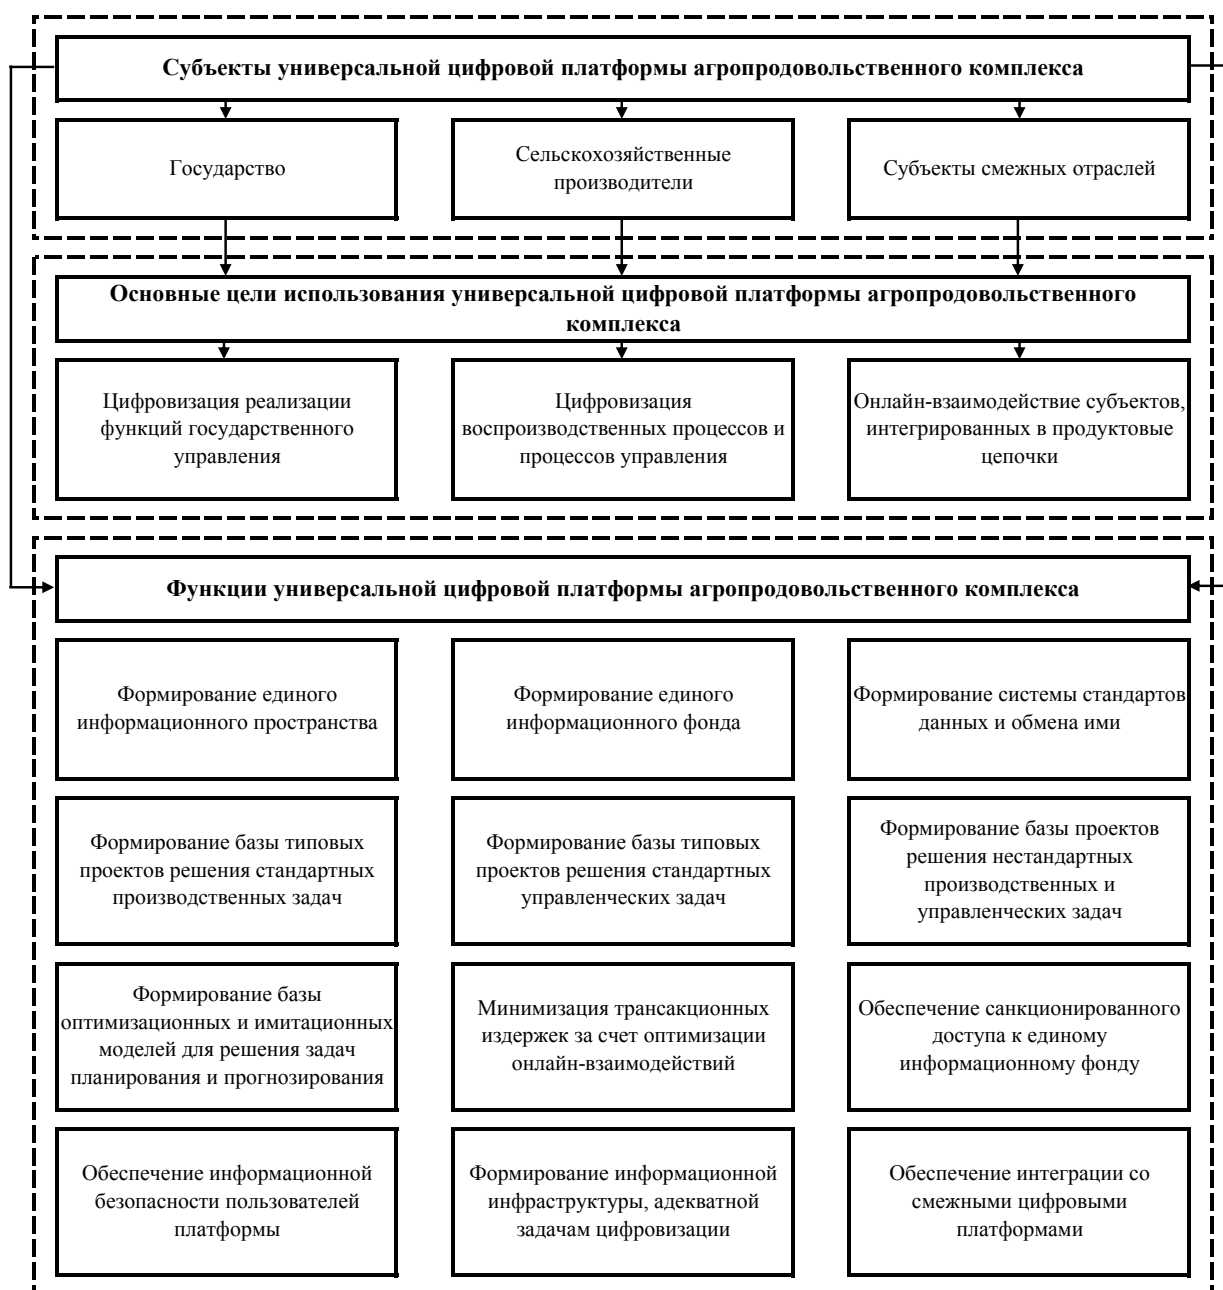 Субъекты универсальной цифровой платформы агропродовольственного комплекса
Государство
Сельскохозяйственные
производители
Субъекты смежных отраслей
Основные цели использования универсальной цифровой платформы агропродовольственного
комплекса
Цифровизация реализации
функций государственного
управления
Цифровизация
воспроизводственных процессов и
процессов управления
Онлайн-взаимодействие субъектов,
интегрированных в продуктовые
цепочки
Функции универсальной цифровой платформы агропродовольственного комплекса
Формирование единого
информационного пространства
Формирование единого
информационного фонда
Формирование системы стандартов
данных и обмена ими
Формирование базы типовых
проектов решения стандартных
производственных задач
Формирование базы типовых
проектов решения стандартных
управленческих задач
Формирование базы проектов
решения нестандартных
производственных и
управленческих задач
Формирование базы
оптимизационных и имитационных
моделей для решения задач
планирования и прогнозирования
Минимизация трансакционных
издержек за счет оптимизации
онлайн-взаимодействий
Обеспечение санкционированного
доступа к единому
информационному фонду
Обеспечение информационной
безопасности пользователей
платформы
Формирование информационной
инфраструктуры, адекватной
задачам цифровизации
Обеспечение интеграции со
смежными цифровыми
платформами